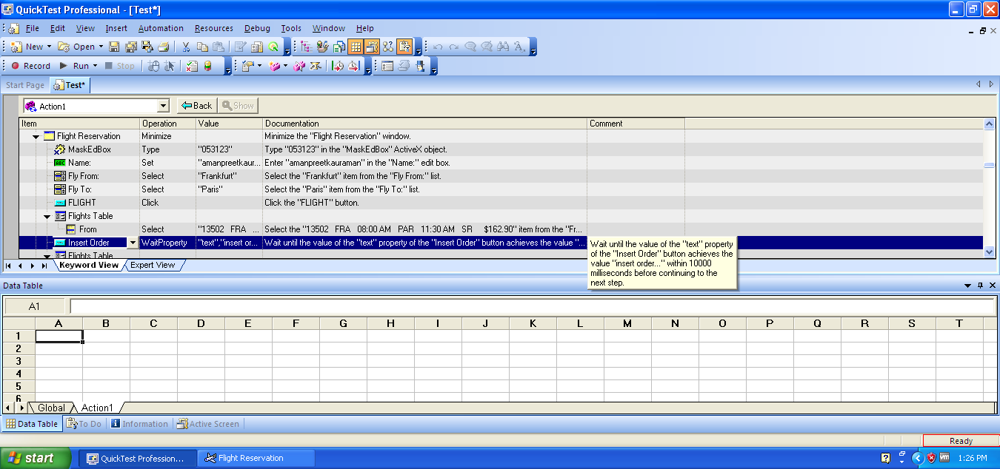 QuickTest Professional - [Test*]
File Edit View Insert Automation Resources Debug Tools Window Help
New Open
Record Run Stop
Start Page Test*
Action1 Back Show
Item Operation Value Documentation Comment
Flight Reservation Minimize Minimize the "Flight Reservation" window.
MaskEdBox Type "053123" Type "053123" in the "MaskEdBox" ActiveX object.
ABC Name: Set "amanpreetkaur... Enter "amanpreetkauraman" in the "Name:" edit box.
Fly From: Select "Frankfurt" Select the "Frankfurt" item from the "Fly From:" list.
Fly To: Select "Paris" Select the "Paris" item from the "Fly To:" list.
FLIGHT Click Click the "FLIGHT" button.
Flights Table
From Select "13502 FRA ... Select the "13502 FRA 08:00 AM PAR 11:30 AM SR $162.90" item from the "Fr...
Insert Order WaitProperty "text","insert or... Wait until the value of the "text" property of the "Insert Order" button achieves the value "...
Flights Table
Wait until the value of the "text" property
of the "Insert Order" button achieves the
value "insert order..." within 10000
milliseconds before continuing to the
next step.
Keyword View Expert View
Data Table
A1
A B C D E F G H I J K L M N O P Q R S T
1
2
3
4
5
6
Global Action1
Data Table To Do Information Active Screen
Ready
start QuickTest Profession... Flight Reservation 1:26 PM